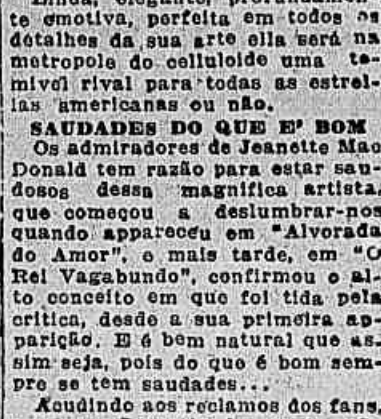 te emotiva, perfeita em todos os
detalhes da sua arte ella será na
metropole do celluloide uma te-
mivel rival para todas as estrel-
las americanas ou não.
SAUDADES DO QUE E' BOM
Os admiradores de Jeanette Mac
Donald tem razão para estar sau-
dosos dessa magnifica artista,
que começou a deslumbrar-nos
quando appareceu em "Alvorada
do Amor", e mais tarde, em "O
Rei Vagabundo", confirmou o al-
to conceito em que foi tida pela
critica, desde a sua primeira ap-
parição. E é bem natural que as-
sim seja, pois do que é bom sem-
pre se tem saudades...
Acudindo aos reclamos dos fans